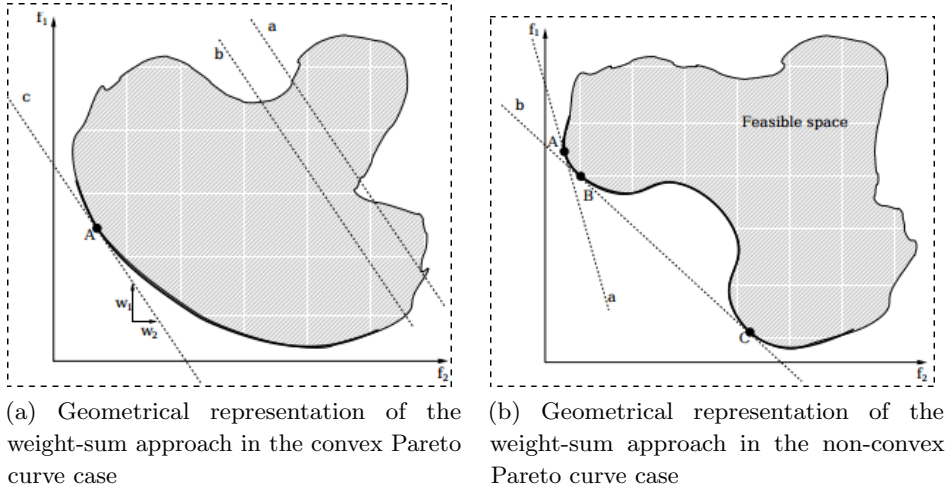 f₁
a
b
c
A
w₁
w₂
f₂
(a) Geometrical representation of the
weight-sum approach in the convex Pareto
curve case
f₁
b
Feasible space
A
B
a
C
f₂
(b) Geometrical representation of the
weight-sum approach in the non-convex
Pareto curve case